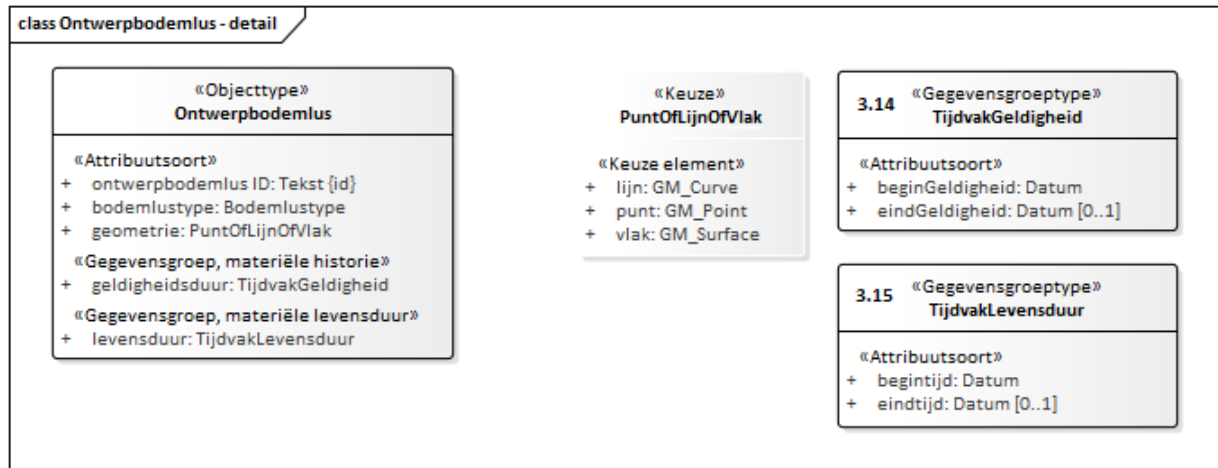 class Ontwerpbodemlus - detail
«Objecttype»
Ontwerpbodemlus
«Attribuutsoort»
+ ontwerpbodemlus ID: Tekst {id}
+ bodemlustype: Bodemlustype
+ geometrie: PuntOfLijnOfVlak
«Gegevensgroep, materiële historie»
+ geldigheidsduur: TijdvakGeldigheid
«Gegevensgroep, materiële levensduur»
+ levensduur: TijdvakLevensduur
«Keuze»
PuntOfLijnOfVlak
«Keuze element»
+ lijn: GM_Curve
+ punt: GM_Point
+ vlak: GM_Surface
3.14 «Gegevensgroeptype»
TijdvakGeldigheid
«Attribuutsoort»
+ beginGeldigheid: Datum
+ eindGeldigheid: Datum [0..1]
3.15 «Gegevensgroeptype»
TijdvakLevensduur
«Attribuutsoort»
+ begintijd: Datum
+ eindtijd: Datum [0..1]